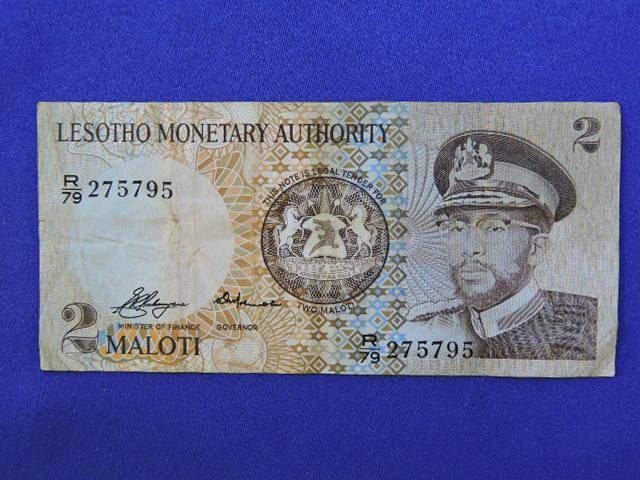 LESOTHO MONETARY AUTHORITY
2
R/79 275795
THIS NOTE IS LEGAL TENDER FOR
TWO MALOTI
2 MALOTI
MINISTER OF FINANCE GOVERNOR
R/79 275795